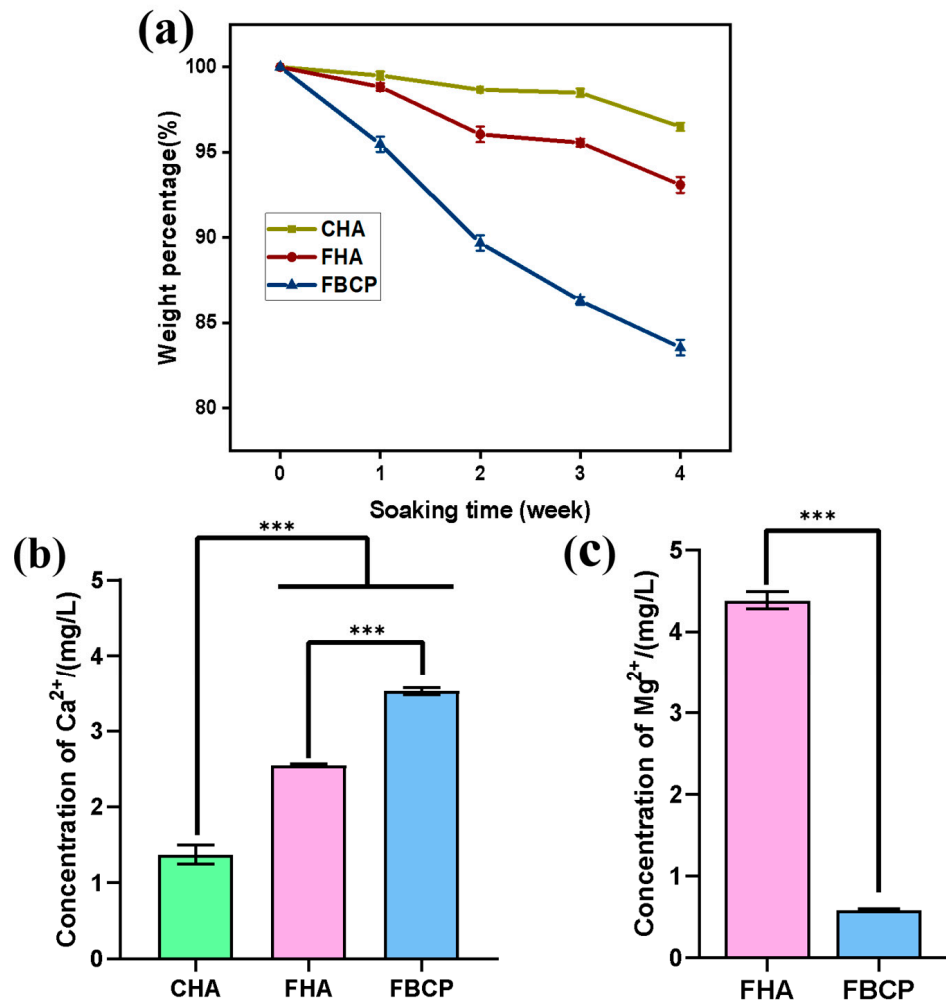 (a)
100
95
90
85
80
Weight percentage(%)
CHA
FHA
FBCP
0 1 2 3 4
Soaking time (week)
(b)
***
***
5
4
3
2
1
0
Concentration of Ca²⁺/(mg/L)
CHA FHA FBCP
(c)
***
5
4
3
2
1
0
Concentration of Mg²⁺/(mg/L)
FHA FBCP